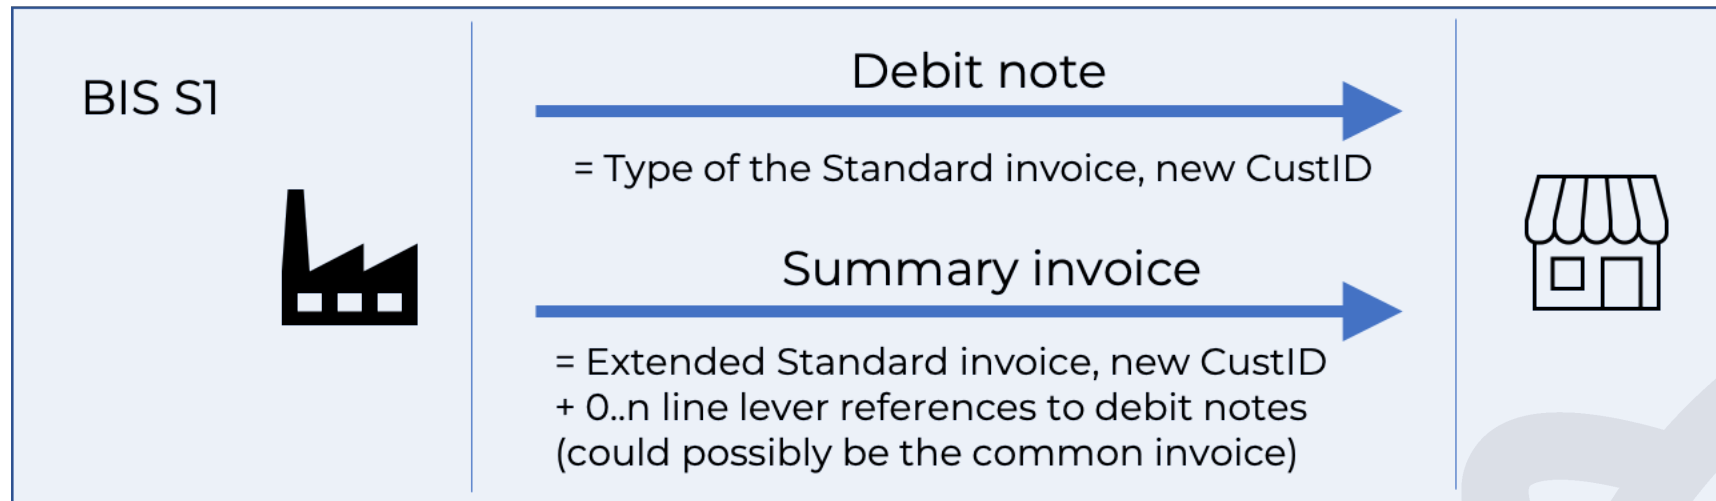 BIS S1
Debit note
= Type of the Standard invoice, new CustID
Summary invoice
= Extended Standard invoice, new CustID
+ 0..n line lever references to debit notes
(could possibly be the common invoice)